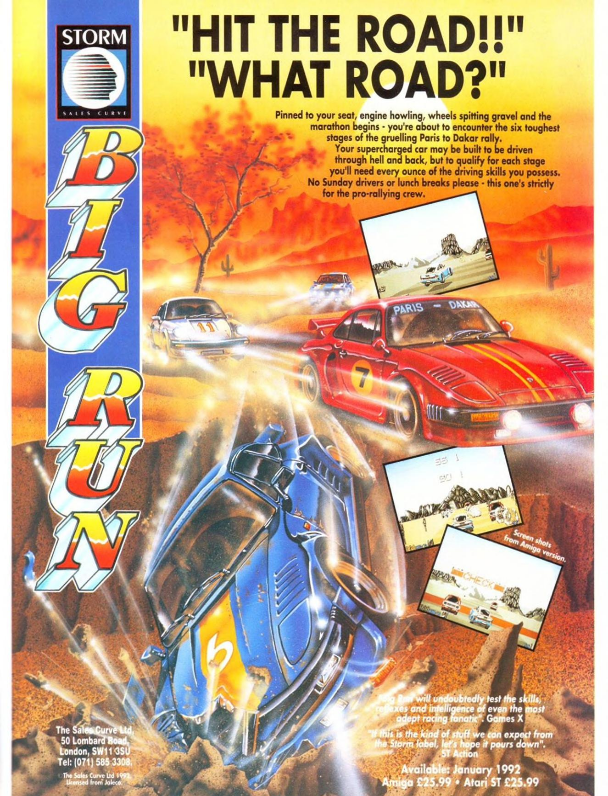 STORM
SALES CURVE
BIG RUN
"HIT THE ROAD!!"
"WHAT ROAD?"
Pinned to your seat, engine howling, wheels spitting gravel and the
marathon begins - you're about to encounter the six toughest
stages of the gruelling Paris to Dakar rally.
Your supercharged car may be built to be driven
through hell and back, but to qualify for each stage
you'll need every ounce of the driving skills you possess.
No Sunday drivers or lunch breaks please - this one's strictly
for the pro-rallying crew.
PARIS - DAKAR
11
7
5
Screen shots
from Amiga version.
CHECK
"Big Run will undoubtedly test the skills,
reflexes and intelligence of even the most
adept racing fanatic". Games X
"If this is the kind of stuff we can expect from
the Storm label, let's hope it pours down".
ST Action
Available: January 1992
Amiga £25.99 • Atari ST £25.99
The Sales Curve Ltd,
50 Lombard Road,
London, SW11 3SU
Tel: (071) 585 3308.
The Sales Curve Ltd
Licensed from Jaleco.